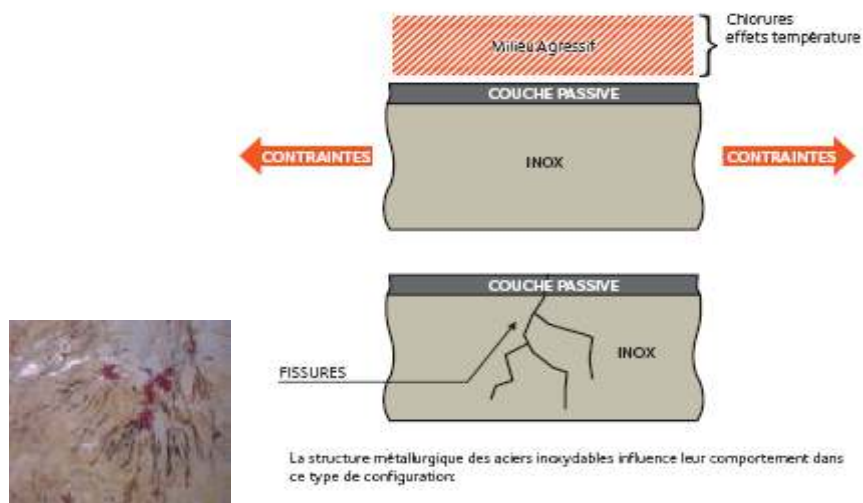 Chlorures
effets température
Milieu Agressif
COUCHE PASSIVE
CONTRAINTES
INOX
CONTRAINTES
COUCHE PASSIVE
INOX
FISSURES
La structure métallurgique des aciers inoxydables influence leur comportement dans
ce type de configuration: